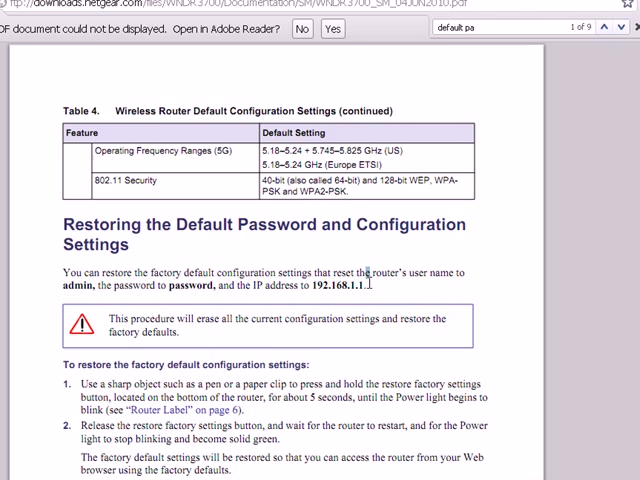 ftp://downloads.netgear.com/files/WNDR3700/Documentation/SM/WNDR3700_SM_04JUN2010.pdf
DF document could not be displayed. Open in Adobe Reader? No Yes
default pa 1 of 9
Table 4. Wireless Router Default Configuration Settings (continued)
Feature Default Setting
Operating Frequency Ranges (5G) 5.18–5.24 + 5.745–5.825 GHz (US)
5.18–5.24 GHz (Europe ETSI)
802.11 Security 40-bit (also called 64-bit) and 128-bit WEP, WPA-
PSK and WPA2-PSK.
Restoring the Default Password and Configuration
Settings
You can restore the factory default configuration settings that reset the router's user name to
admin, the password to password, and the IP address to 192.168.1.1.
This procedure will erase all the current configuration settings and restore the
factory defaults.
To restore the factory default configuration settings:
1. Use a sharp object such as a pen or a paper clip to press and hold the restore factory settings
button, located on the bottom of the router, for about 5 seconds, until the Power light begins to
blink (see “Router Label” on page 6).
2. Release the restore factory settings button, and wait for the router to restart, and for the Power
light to stop blinking and become solid green.
The factory default settings will be restored so that you can access the router from your Web
browser using the factory defaults.